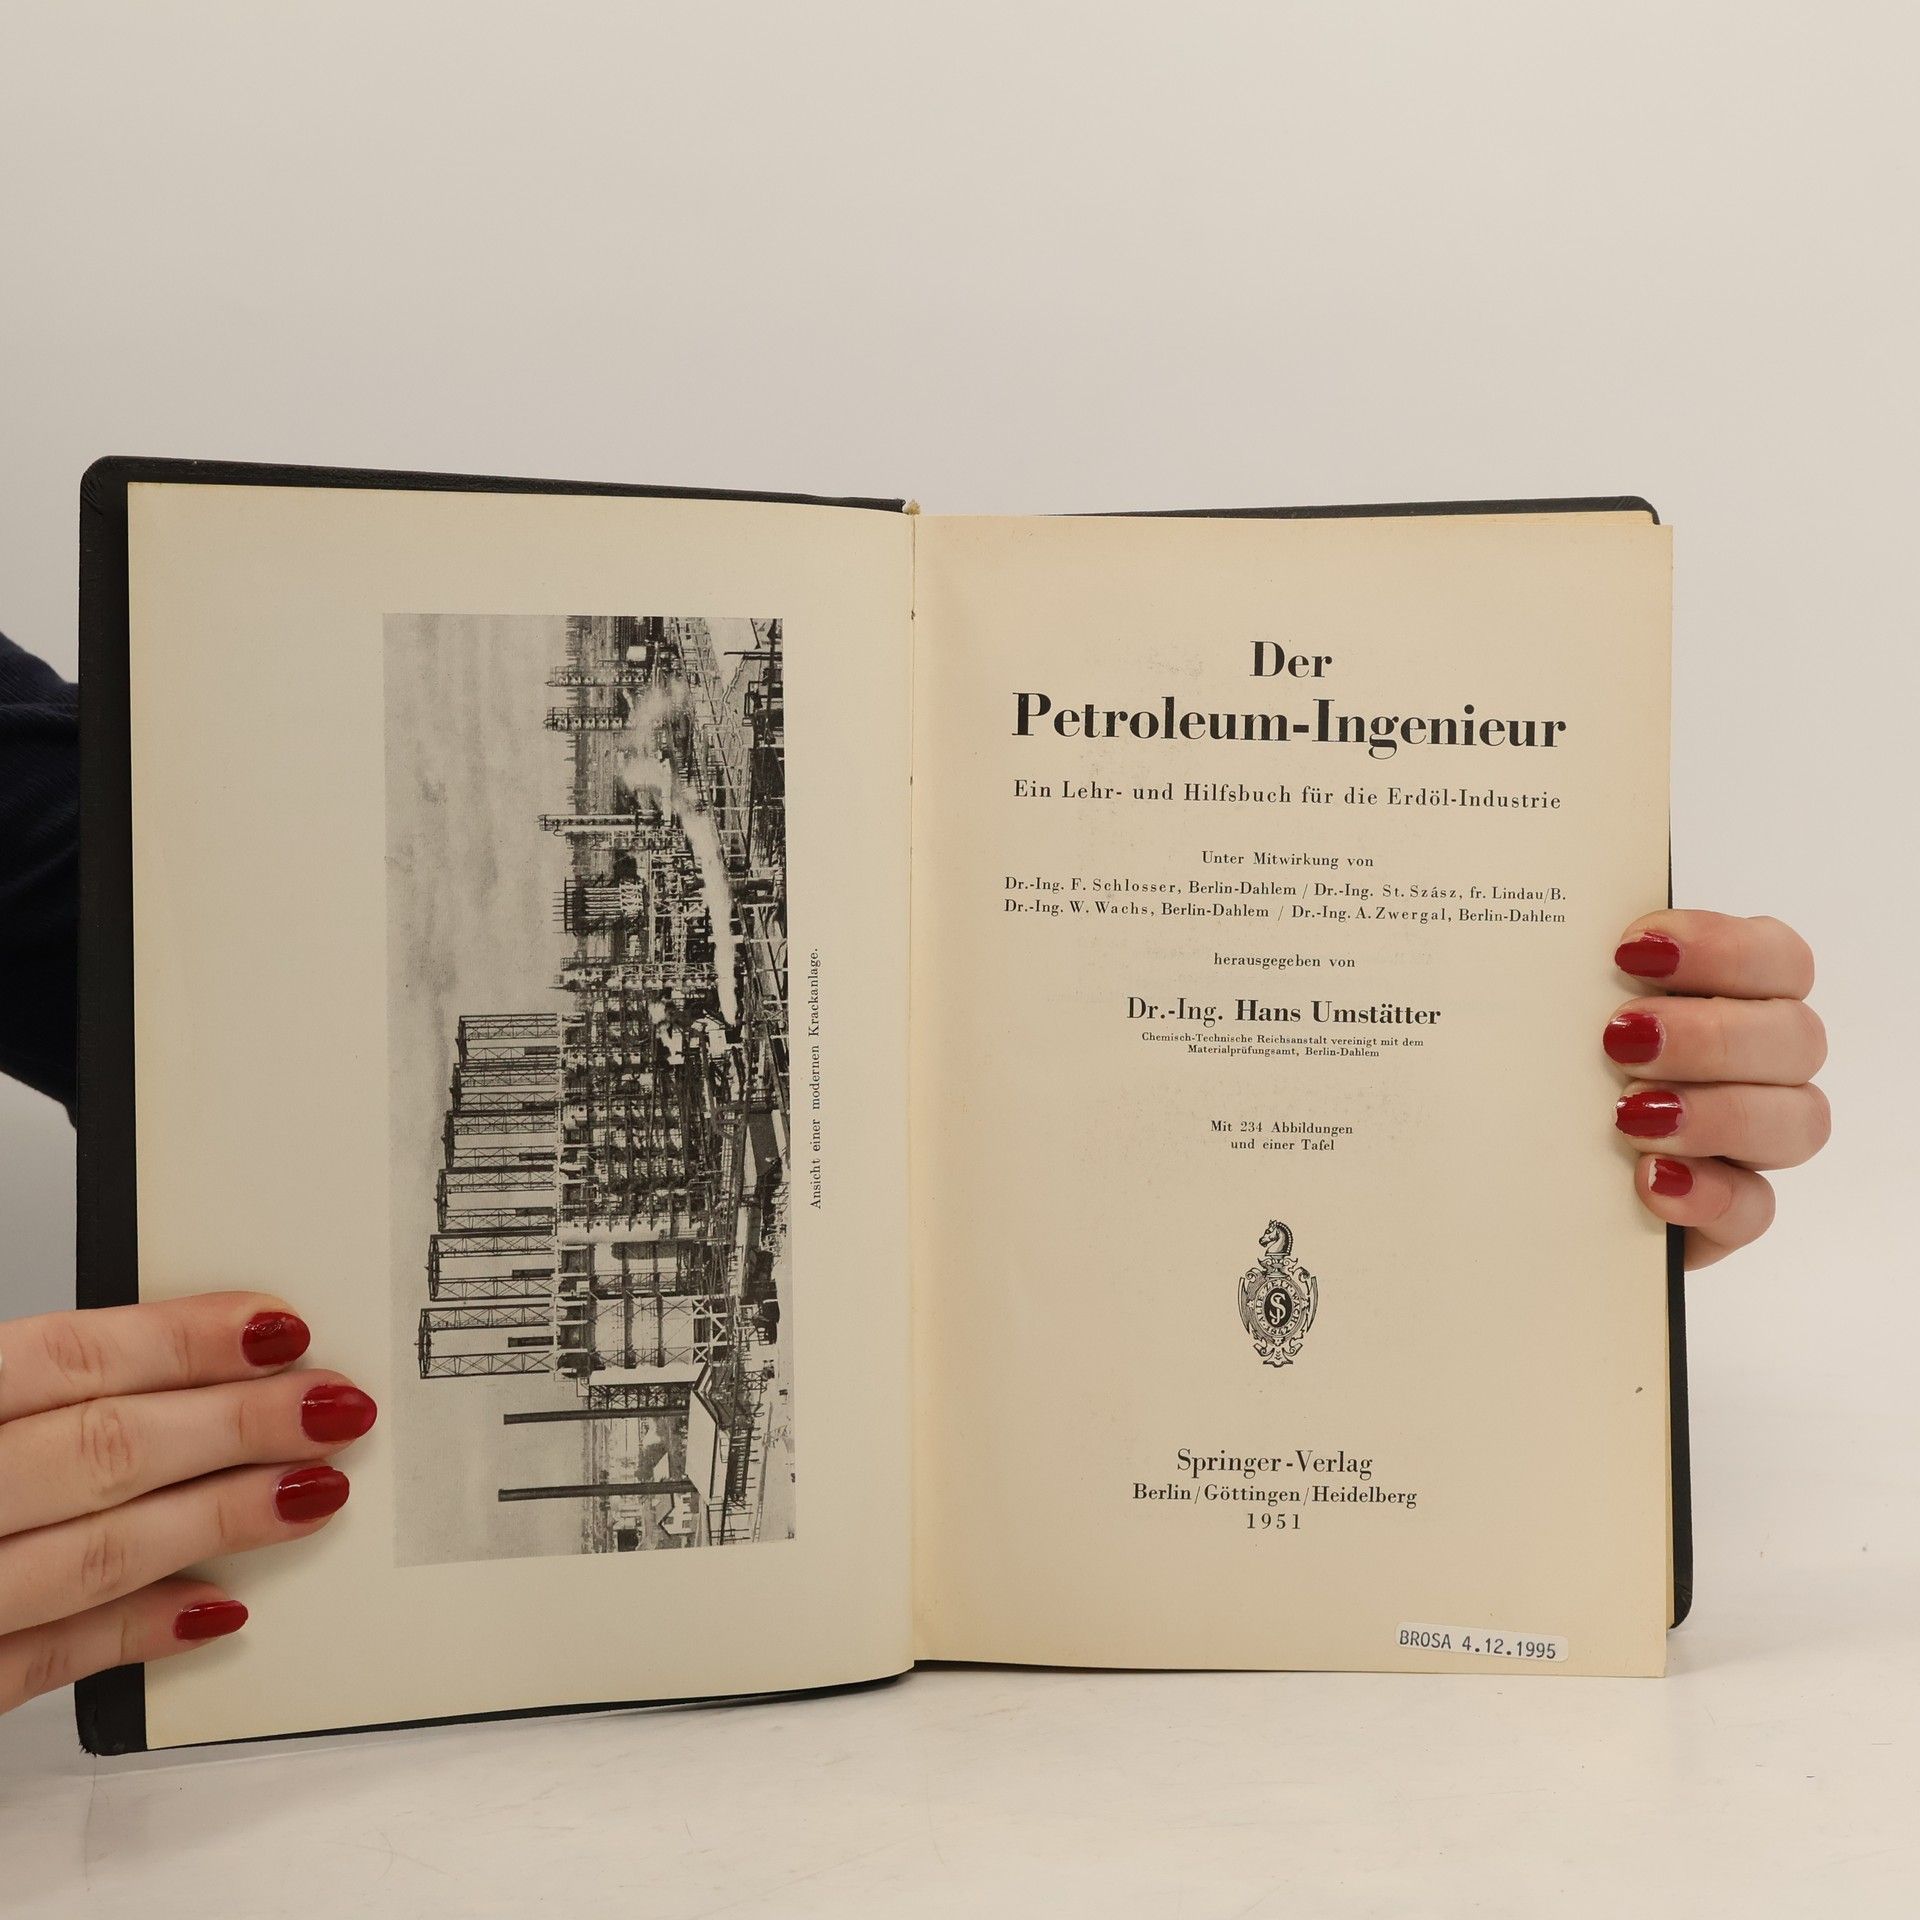 Ansicht einer modernen Krackanlage.
Der
Petroleum-Ingenieur
Ein Lehr- und Hilfsbuch für die Erdöl-Industrie
Unter Mitwirkung von
Dr.-Ing. F. Schlosser, Berlin-Dahlem / Dr.-Ing. St. Szász, fr. Lindau/B.
Dr.-Ing. W. Wachs, Berlin-Dahlem / Dr.-Ing. A. Zwergal, Berlin-Dahlem
herausgegeben von
Dr.-Ing. Hans Umstätter
Chemisch-Technische Reichsanstalt vereinigt mit dem
Materialprüfungsamt, Berlin-Dahlem
Mit 234 Abbildungen
und einer Tafel
Springer-Verlag
Berlin/Göttingen/Heidelberg
1951
BROSA 4.12.1995